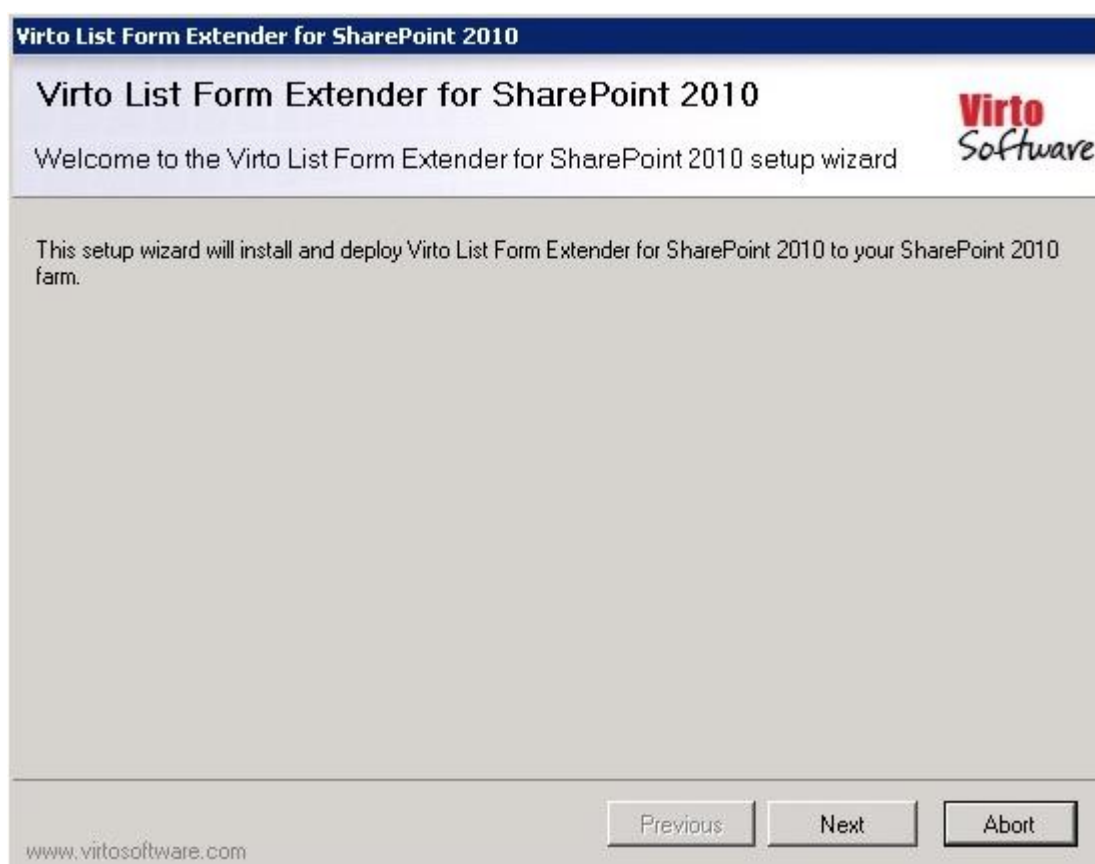 Virto List Form Extender for SharePoint 2010
Virto List Form Extender for SharePoint 2010
Virto
Software
Welcome to the Virto List Form Extender for SharePoint 2010 setup wizard
This setup wizard will install and deploy Virto List Form Extender for SharePoint 2010 to your SharePoint 2010
farm.
Previous
Next
Abort
www.virtosoftware.com